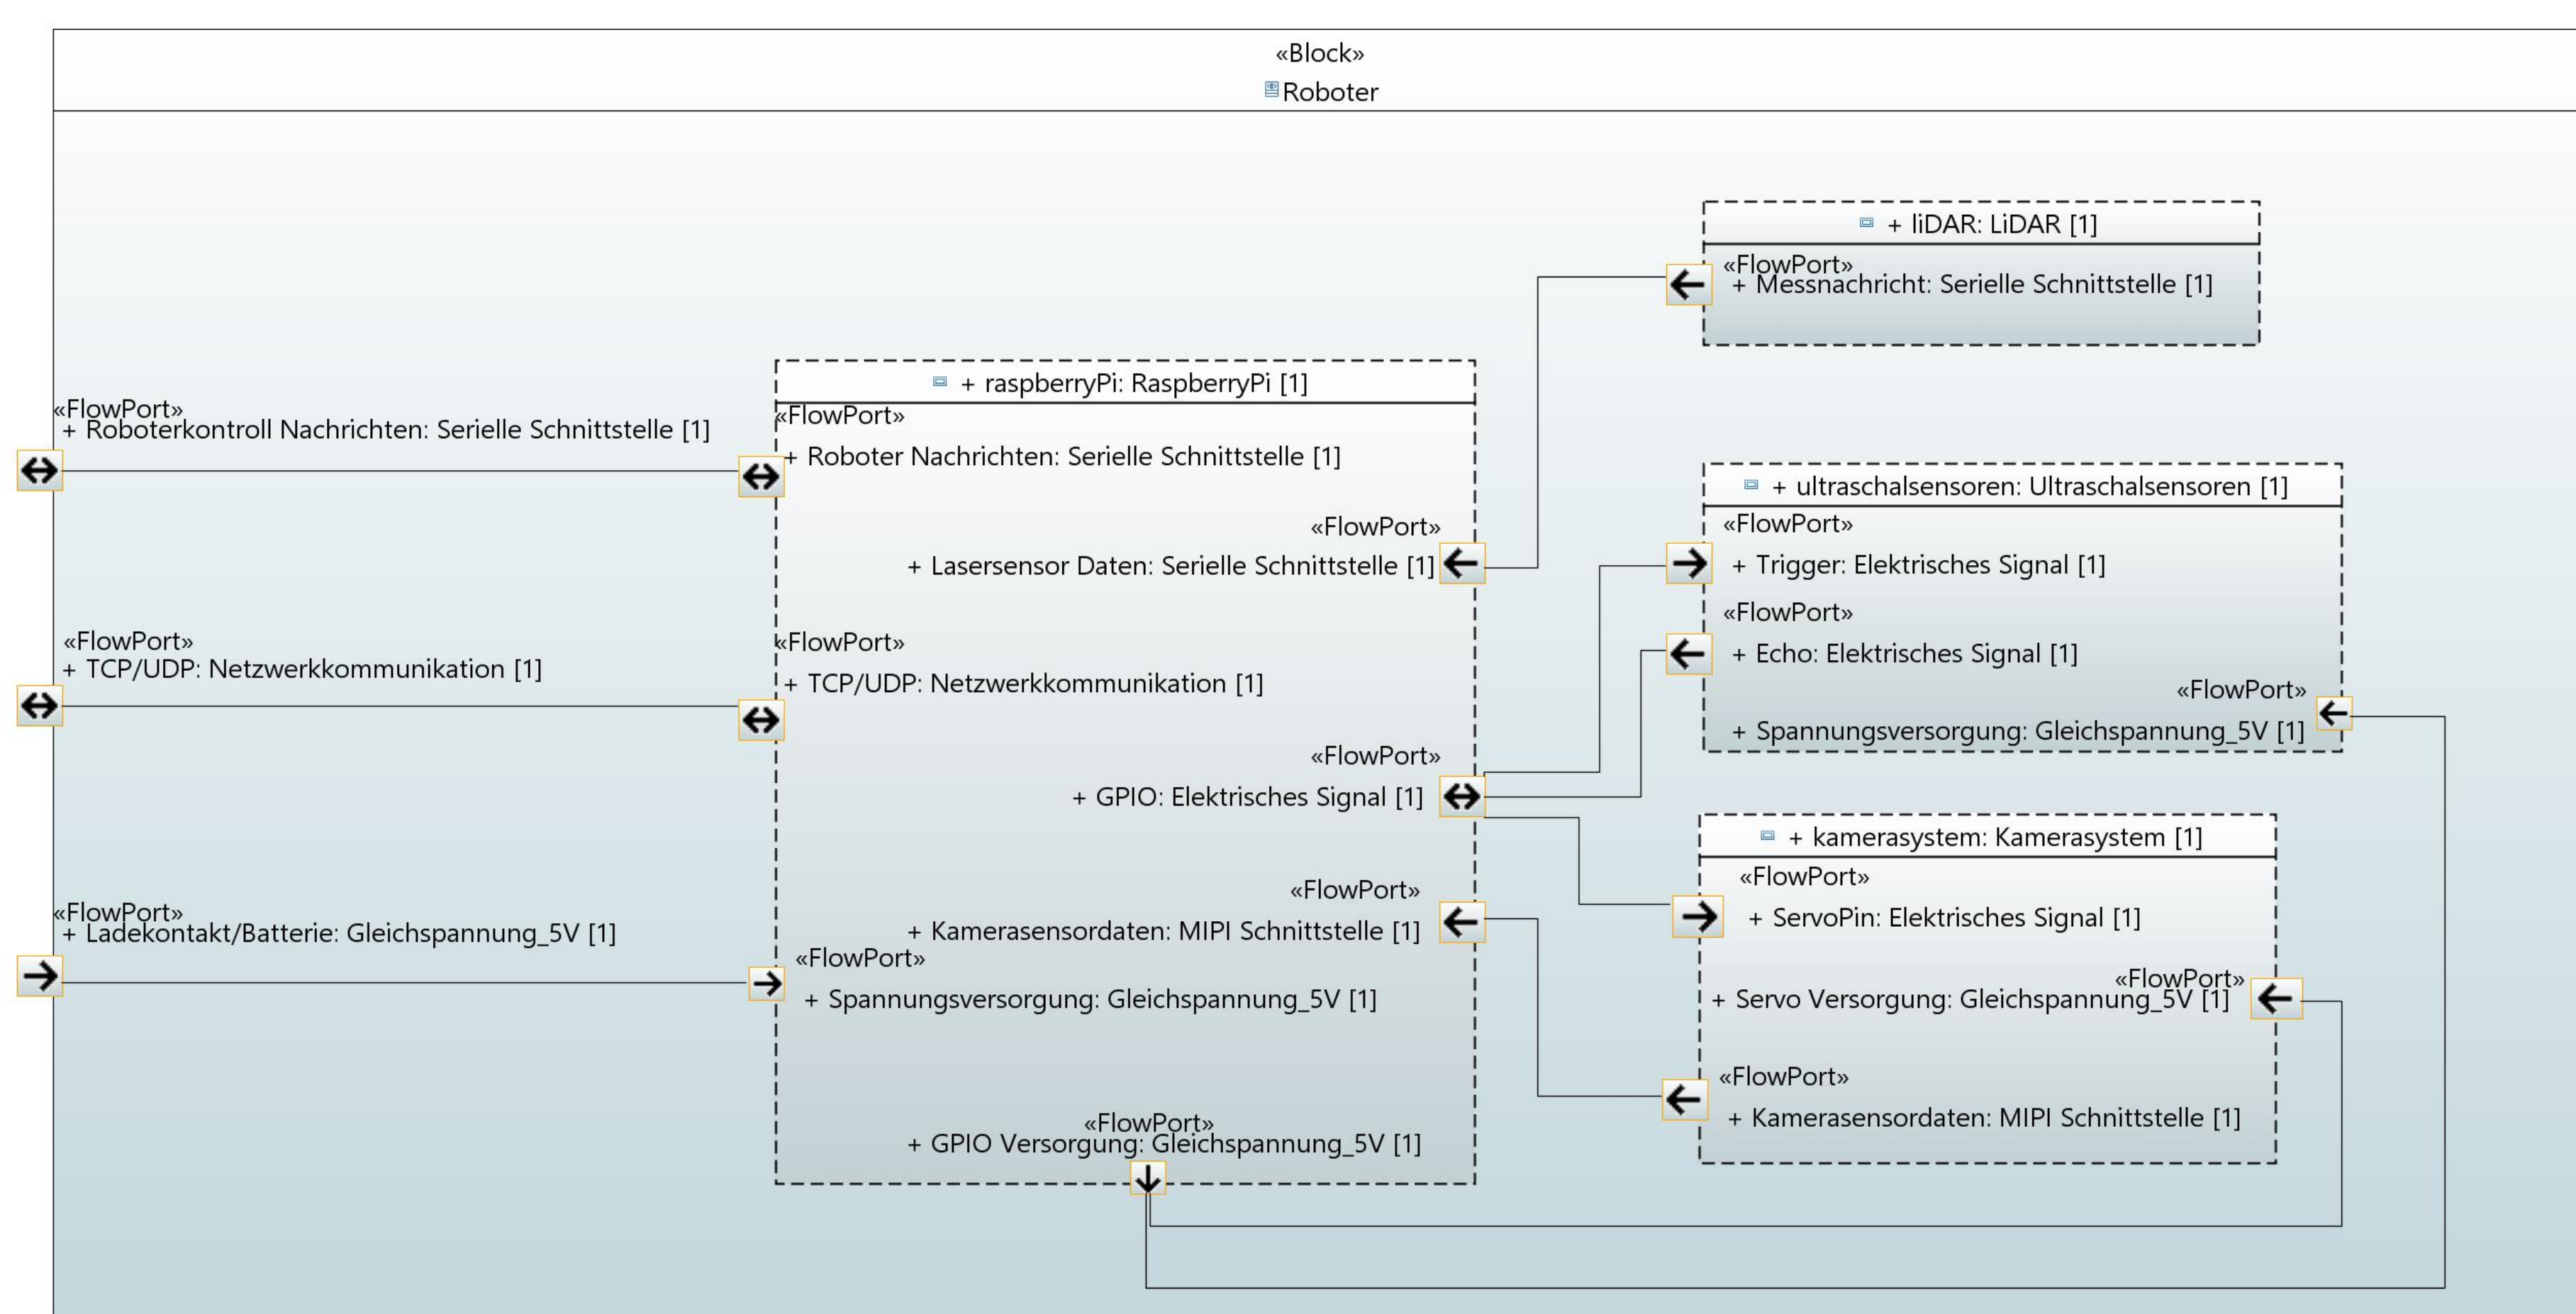 «Block»
Roboter
«FlowPort»
+ Roboterkontroll Nachrichten: Serielle Schnittstelle [1]
«FlowPort»
+ TCP/UDP: Netzwerkkommunikation [1]
«FlowPort»
+ Ladekontakt/Batterie: Gleichspannung_5V [1]
+ raspberryPi: RaspberryPi [1]
«FlowPort»
+ Roboter Nachrichten: Serielle Schnittstelle [1]
«FlowPort»
+ Lasersensor Daten: Serielle Schnittstelle [1]
«FlowPort»
+ TCP/UDP: Netzwerkkommunikation [1]
«FlowPort»
+ GPIO: Elektrisches Signal [1]
«FlowPort»
+ Kamerasensordaten: MIPI Schnittstelle [1]
«FlowPort»
+ Spannungsversorgung: Gleichspannung_5V [1]
«FlowPort»
+ GPIO Versorgung: Gleichspannung_5V [1]
+ liDAR: LiDAR [1]
«FlowPort»
+ Messnachricht: Serielle Schnittstelle [1]
+ ultraschalsensoren: Ultraschalsensoren [1]
«FlowPort»
+ Trigger: Elektrisches Signal [1]
«FlowPort»
+ Echo: Elektrisches Signal [1]
«FlowPort»
+ Spannungsversorgung: Gleichspannung_5V [1]
+ kamerasystem: Kamerasystem [1]
«FlowPort»
+ ServoPin: Elektrisches Signal [1]
«FlowPort»
+ Servo Versorgung: Gleichspannung_5V [1]
«FlowPort»
+ Kamerasensordaten: MIPI Schnittstelle [1]